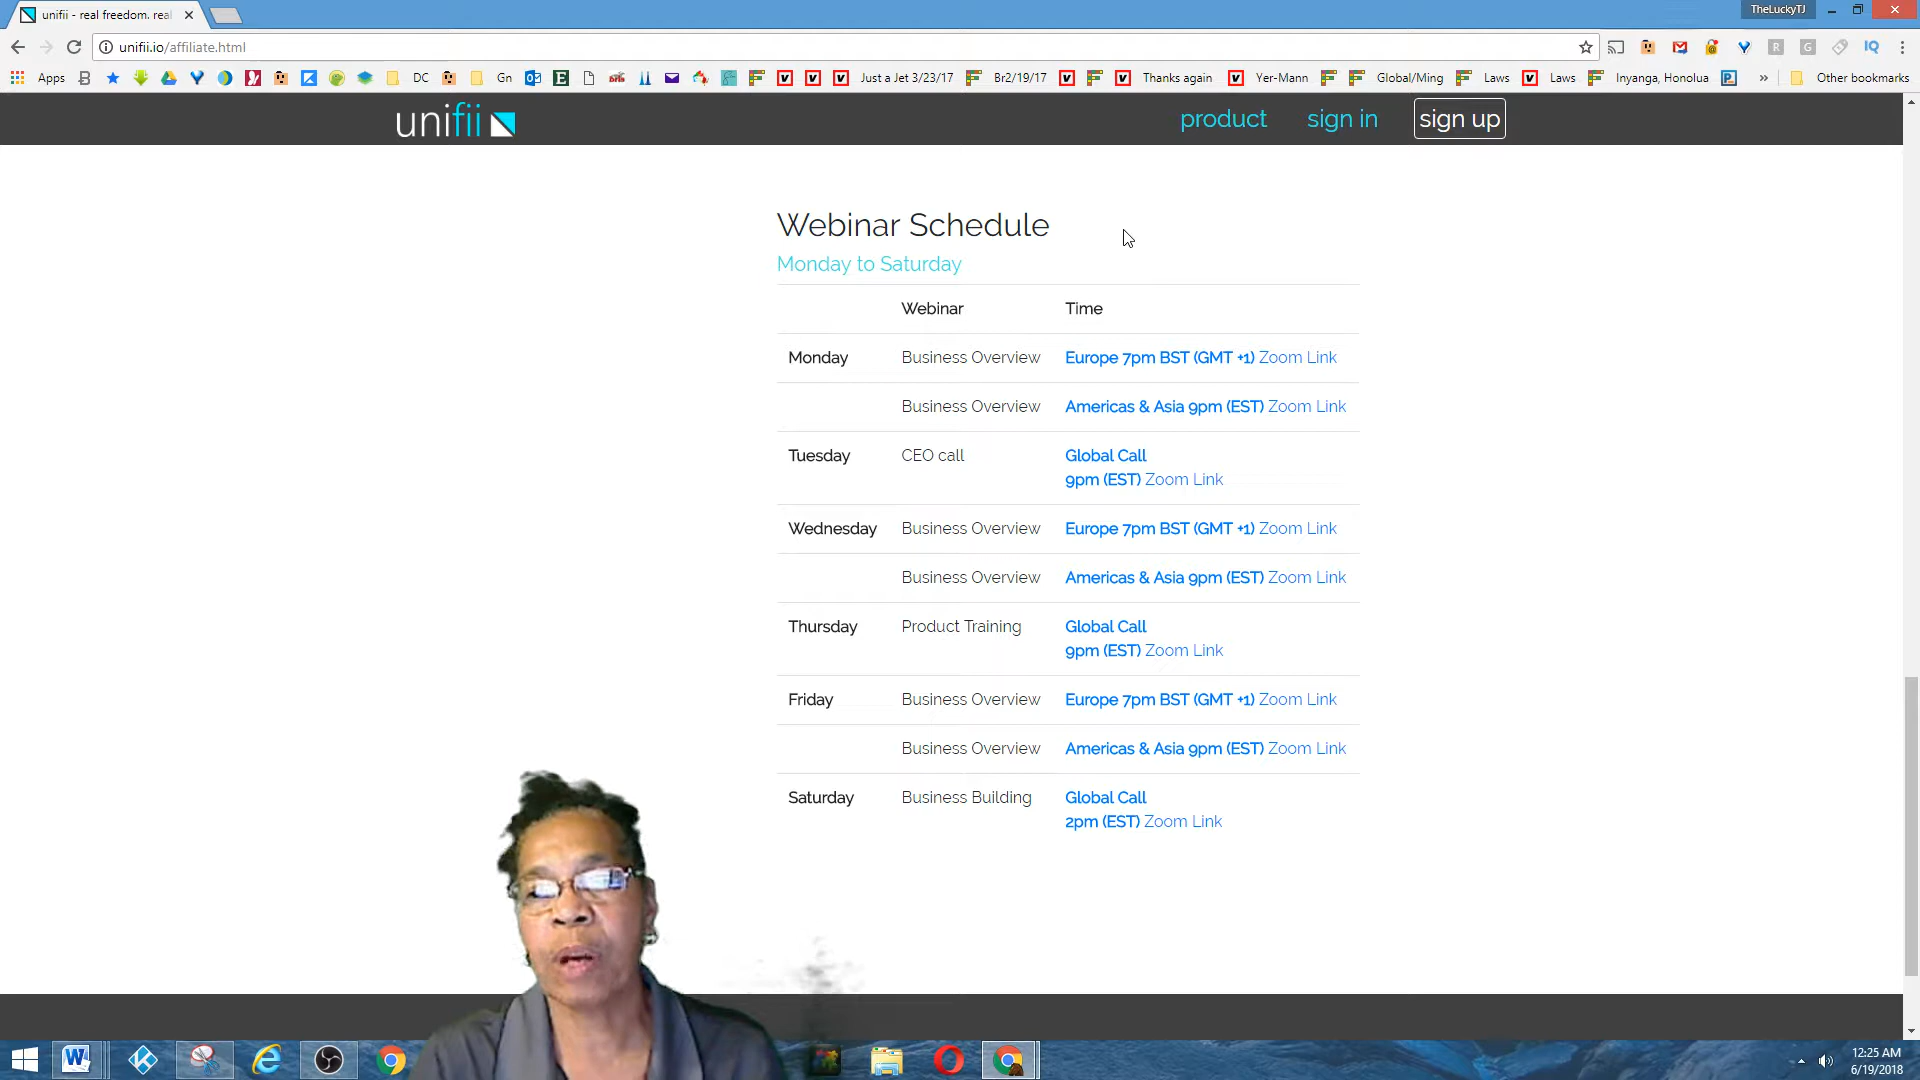 unifii - real freedom. real
TheLuckyTJ
unifii.io/affiliate.html
Apps DC Gn Just a Jet 3/23/17 Br2/19/17 Thanks again Yer-Mann Global/Ming Laws Laws Inyanga, Honolua » Other bookmarks
unifii product sign in sign up
Webinar Schedule
Monday to Saturday
Webinar Time
Monday Business Overview Europe 7pm BST (GMT +1) Zoom Link
Business Overview Americas & Asia 9pm (EST) Zoom Link
Tuesday CEO call Global Call
9pm (EST) Zoom Link
Wednesday Business Overview Europe 7pm BST (GMT +1) Zoom Link
Business Overview Americas & Asia 9pm (EST) Zoom Link
Thursday Product Training Global Call
9pm (EST) Zoom Link
Friday Business Overview Europe 7pm BST (GMT +1) Zoom Link
Business Overview Americas & Asia 9pm (EST) Zoom Link
Saturday Business Building Global Call
2pm (EST) Zoom Link
12:25 AM
6/19/2018